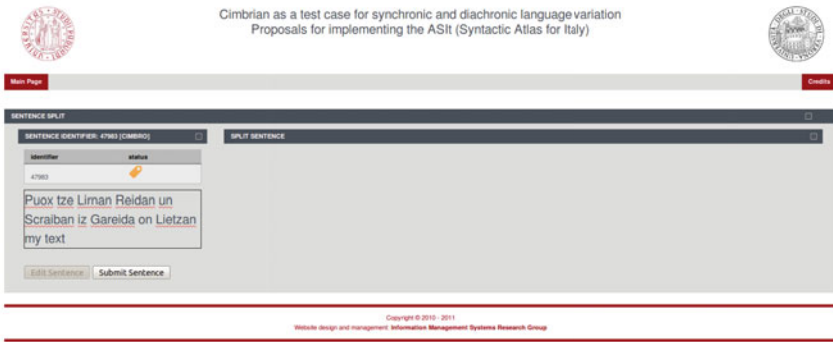 Cimbrian as a test case for synchronic and diachronic language variation
Proposals for implementing the ASIt (Syntactic Atlas for Italy)
Main Page
Credits
SENTENCE SPLIT
SENTENCE IDENTIFIER: 47983 [CIMBRO]
SPLIT SENTENCE
identifier status
47983
Puox tze Lirnan Reidan un
Scraiban iz Gareida on Lietzan
my text
Edit Sentence Submit Sentence
Copyright © 2010 - 2011
Website design and management: Information Management Systems Research Group